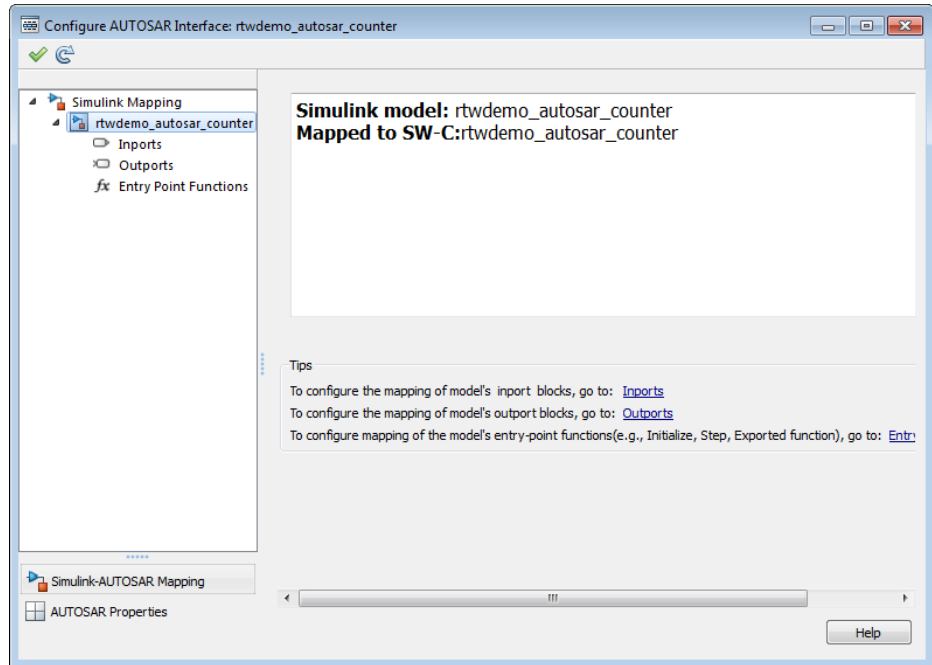 Configure AUTOSAR Interface: rtwdemo_autosar_counter
Simulink Mapping
rtwdemo_autosar_counter
Inports
Outports
fx Entry Point Functions
Simulink model: rtwdemo_autosar_counter
Mapped to SW-C:rtwdemo_autosar_counter
Tips
To configure the mapping of model's inport blocks, go to: Inports
To configure the mapping of model's outport blocks, go to: Outports
To configure mapping of the model's entry-point functions(e.g., Initialize, Step, Exported function), go to: Entry
Simulink-AUTOSAR Mapping
AUTOSAR Properties
Help